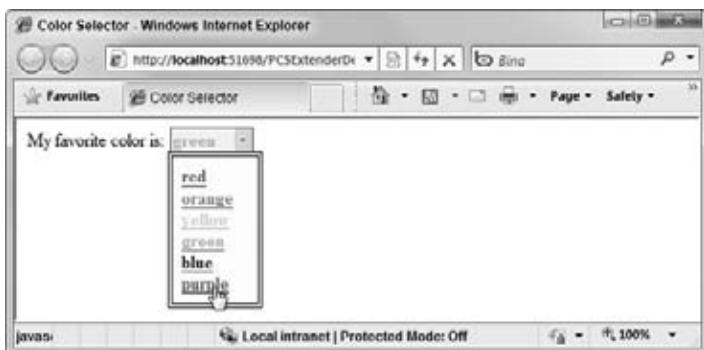 Color Selector - Windows Internet Explorer
http://localhost:51698/PCSExtenderDe
Bing
Favorites
Color Selector
Page
Safety
»
My favorite color is: green
red
orange
yellow
green
blue
purple
javas
Local intranet | Protected Mode: Off
100%